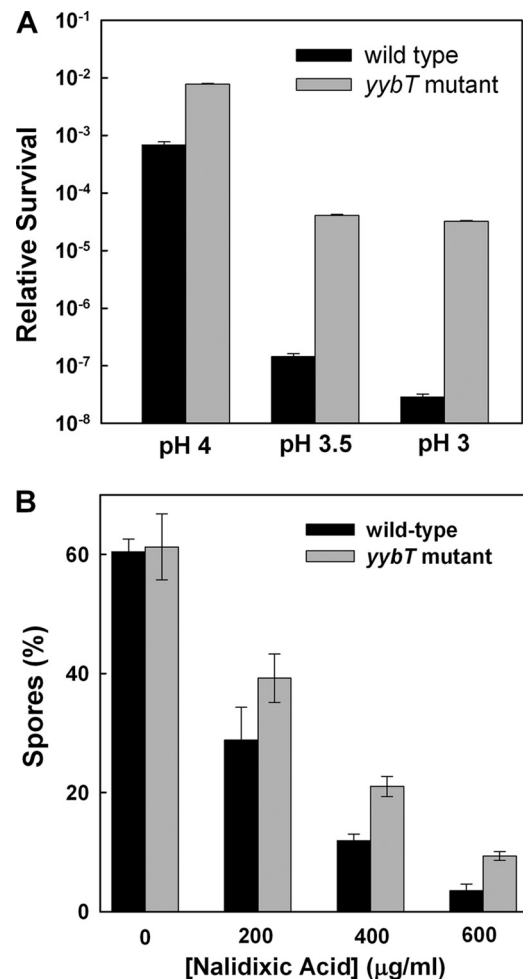 A
10⁻¹
10⁻²
10⁻³
10⁻⁴
10⁻⁵
10⁻⁶
10⁻⁷
10⁻⁸
Relative Survival
wild type
yybT mutant
pH 4 pH 3.5 pH 3
B
60
40
20
0
Spores (%)
wild-type
yybT mutant
0 200 400 600
[Nalidixic Acid] (μg/ml)